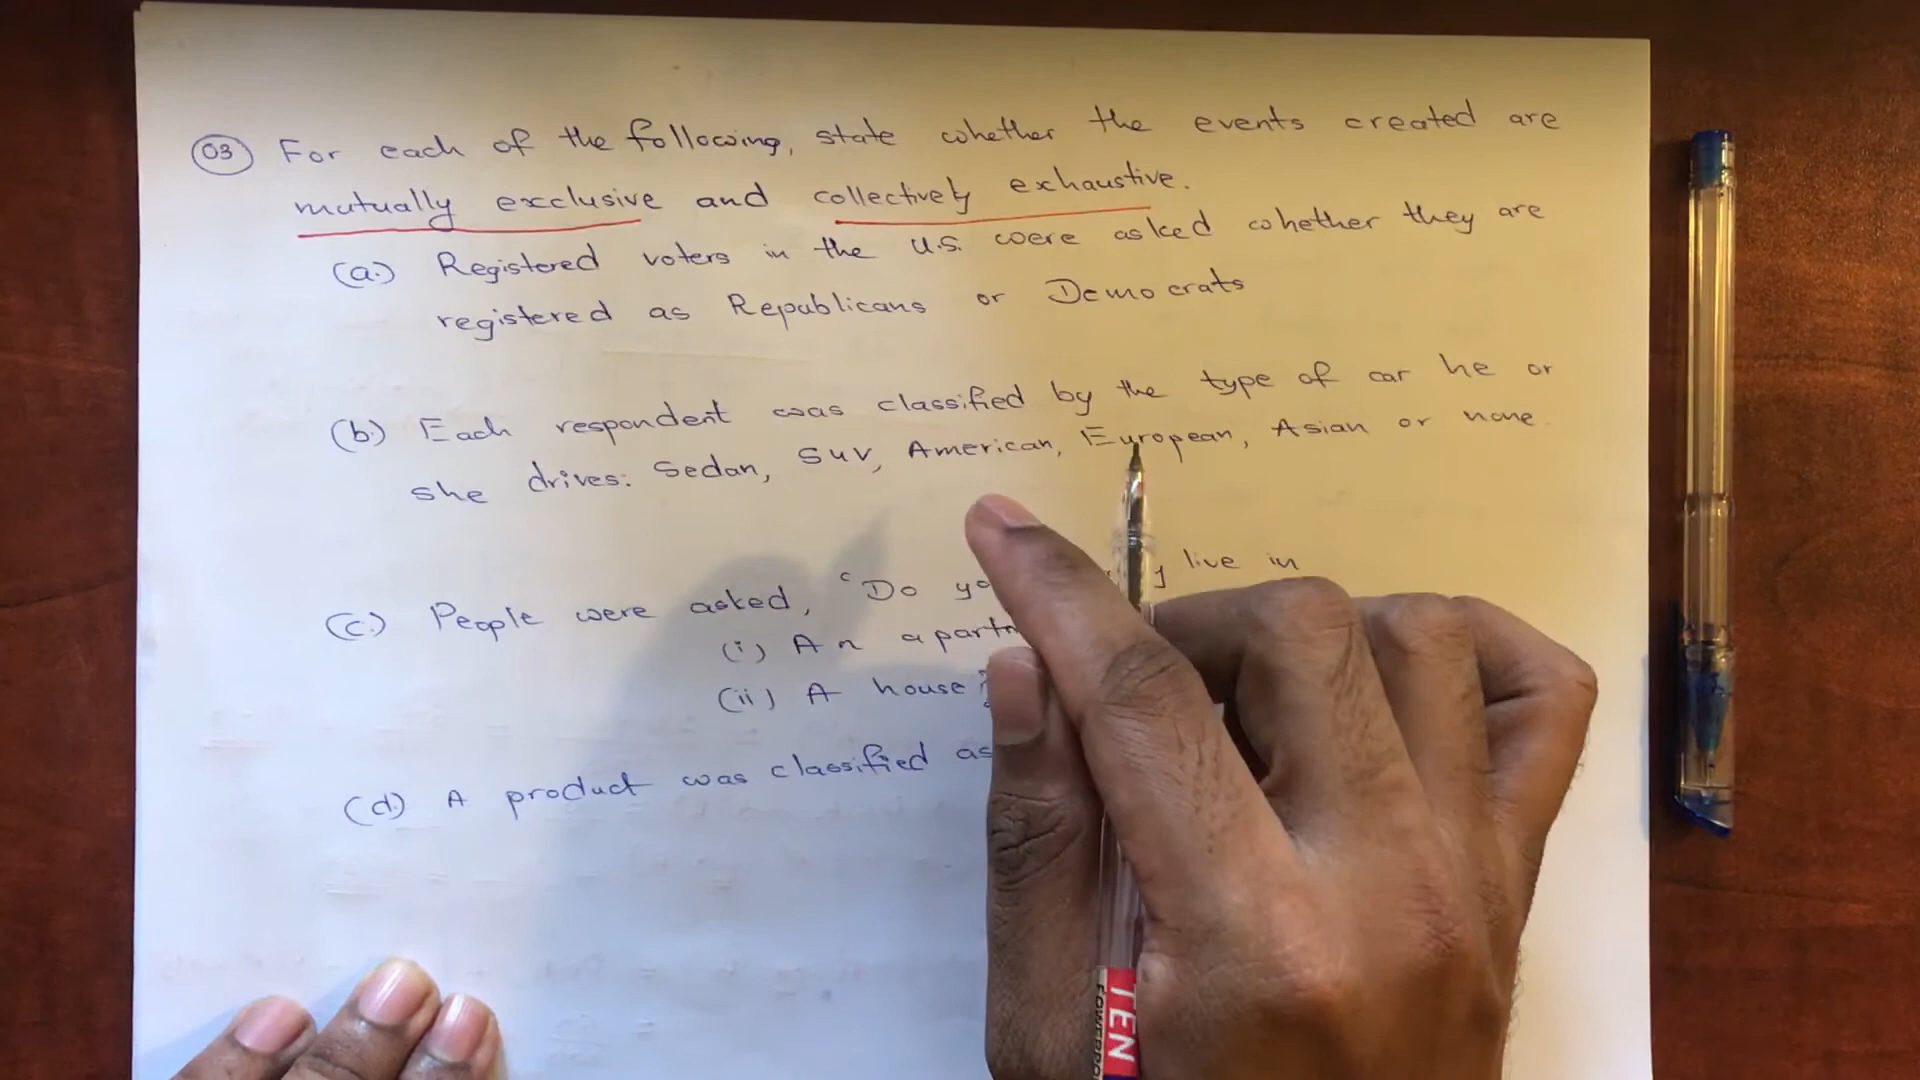 03 For each of the following, state whether the events created are
mutually exclusive and collectively exhaustive.
(a.) Registered voters in the U.S. were asked whether they are
registered as Republicans or Democrats
(b.) Each respondent was classified by the type of car he or
she drives: Sedan, SUV, American, European, Asian or none
(c.) People were asked, "Do live in
(i) An
(ii) A house?
(d.) A product was classified as
TEN